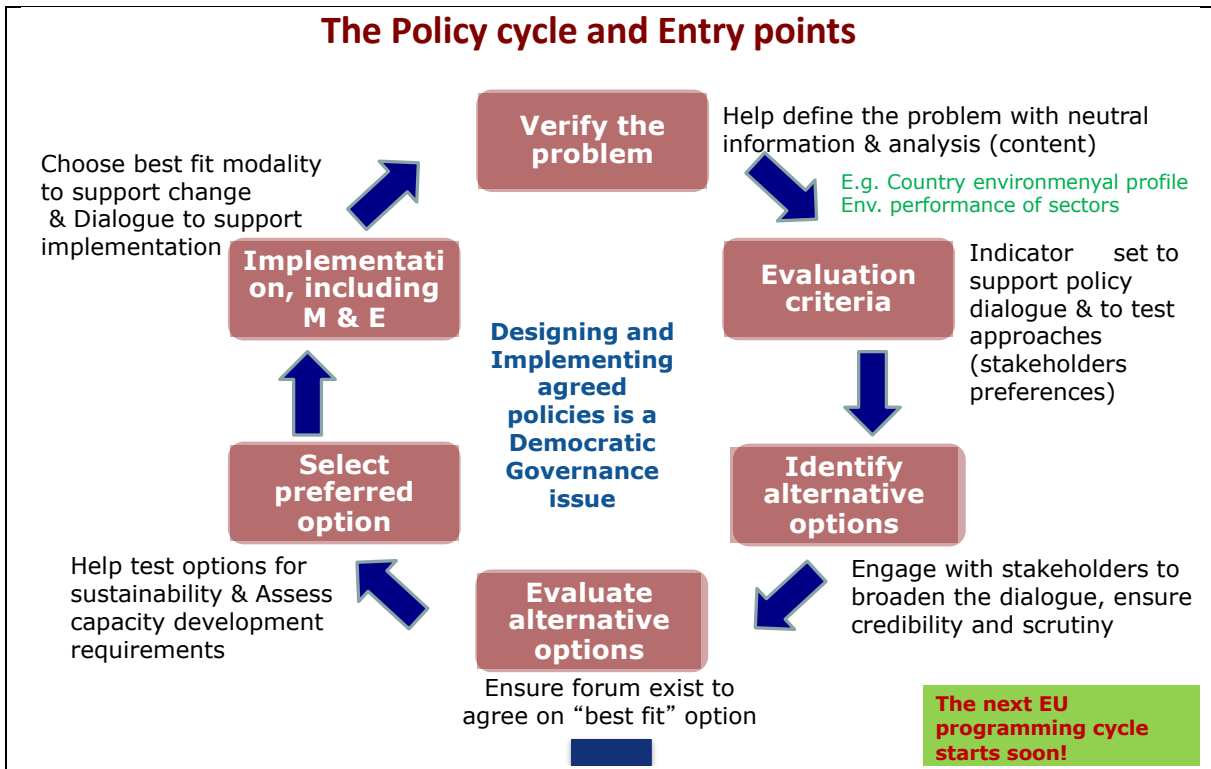 The Policy cycle and Entry points
Verify the
problem
Help define the problem with neutral
information & analysis (content)
E.g. Country environmenyal profile
Env. performance of sectors
Evaluation
criteria
Indicator set to
support policy
dialogue & to test
approaches
(stakeholders
preferences)
Identify
alternative
options
Engage with stakeholders to
broaden the dialogue, ensure
credibility and scrutiny
Evaluate
alternative
options
Ensure forum exist to
agree on “best fit” option
Select
preferred
option
Help test options for
sustainability & Assess
capacity development
requirements
Implementati
on, including
M & E
Choose best fit modality
to support change
& Dialogue to support
implementation
Designing and
Implementing
agreed
policies is a
Democratic
Governance
issue
The next EU
programming cycle
starts soon!